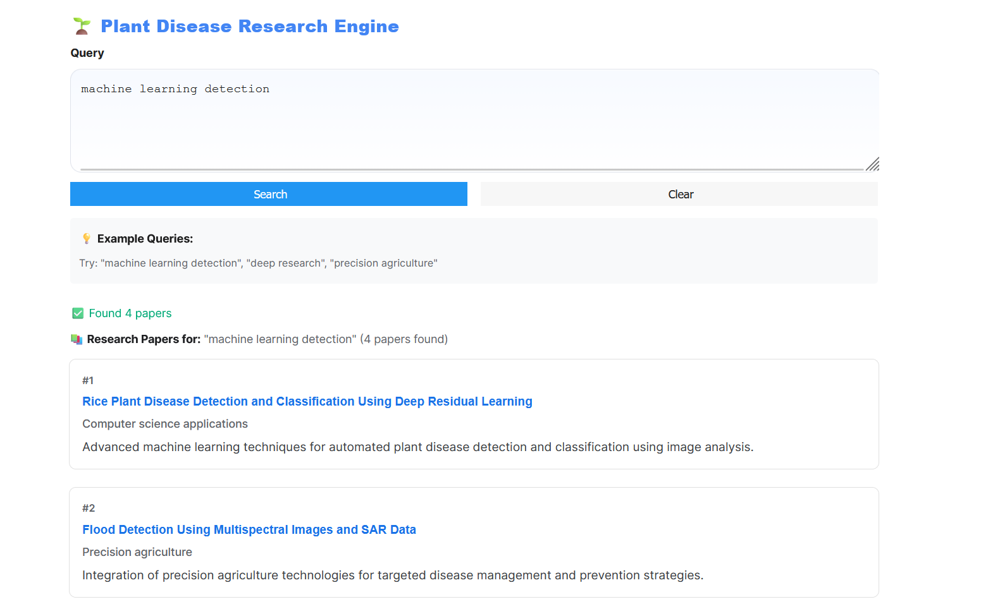 Plant Disease Research Engine
Query
machine learning detection
Search
Clear
Example Queries:
Try: "machine learning detection", "deep research", "precision agriculture"
Found 4 papers
Research Papers for: "machine learning detection" (4 papers found)
#1
Rice Plant Disease Detection and Classification Using Deep Residual Learning
Computer science applications
Advanced machine learning techniques for automated plant disease detection and classification using image analysis.
#2
Flood Detection Using Multispectral Images and SAR Data
Precision agriculture
Integration of precision agriculture technologies for targeted disease management and prevention strategies.